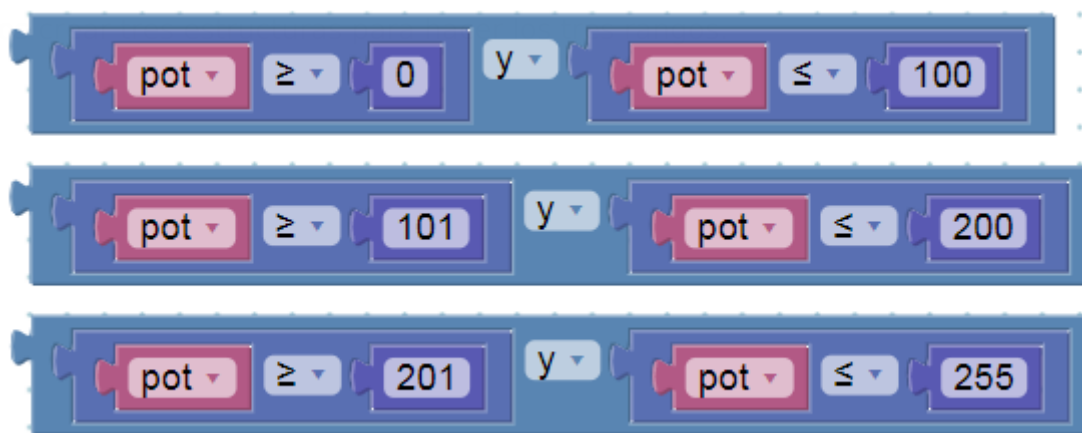 pot ≥ 0 y pot ≤ 100
pot ≥ 101 y pot ≤ 200
pot ≥ 201 y pot ≤ 255